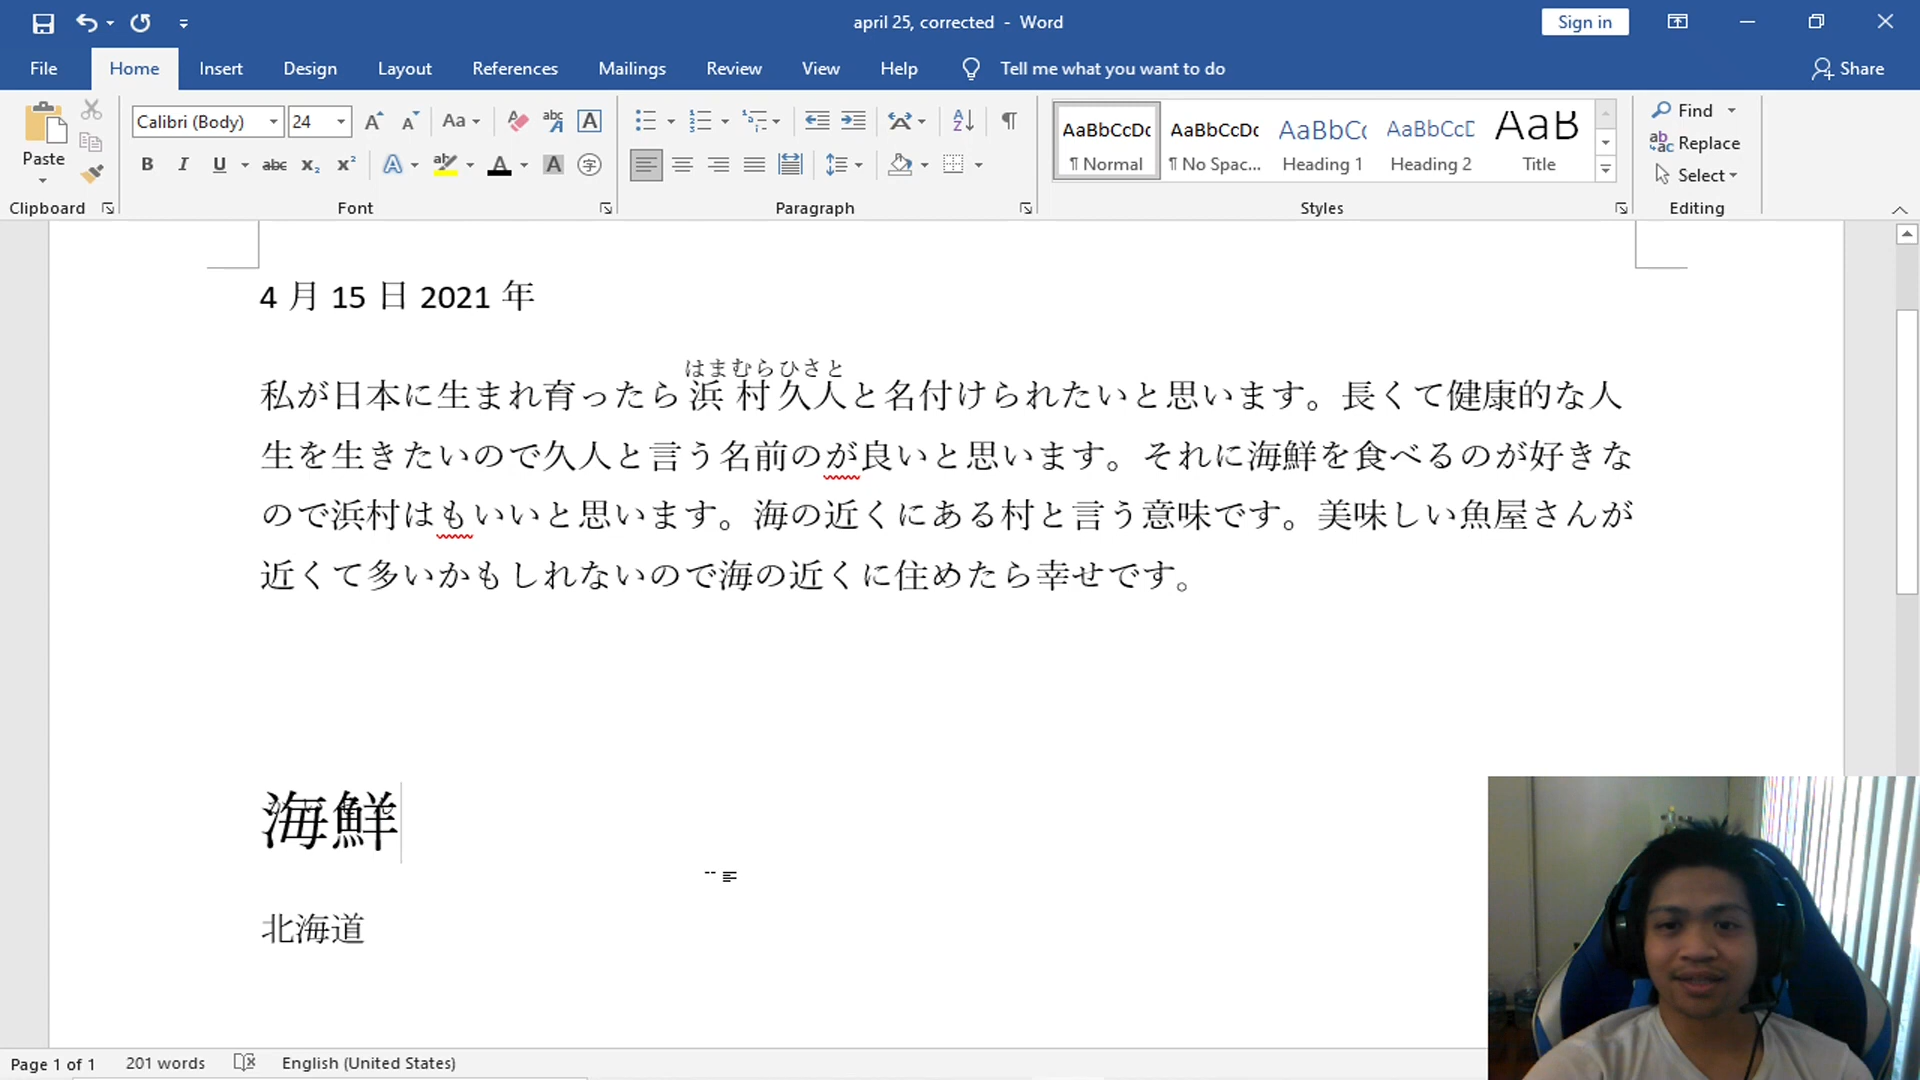 april 25, corrected - Word
Sign in
File Home Insert Design Layout References Mailings Review View Help Tell me what you want to do Share
Paste
Clipboard
Calibri (Body) 24
Font
Paragraph
AaBbCcDc AaBbCcDc AaBbCc AaBbCcD AaB
¶ Normal ¶ No Spac... Heading 1 Heading 2 Title
Styles
Find
Replace
Select
Editing
4 月 15 日 2021 年
はまむらひさと
私が日本に生まれ育ったら浜村久人と名付けられたいと思います。長くて健康的な人
生を生きたいので久人と言う名前のが良いと思います。それに海鮮を食べるのが好きな
ので浜村はもいいと思います。海の近くにある村と言う意味です。美味しい魚屋さんが
近くて多いかもしれないので海の近くに住めたら幸せです。
海鮮
北海道
Page 1 of 1 201 words English (United States)